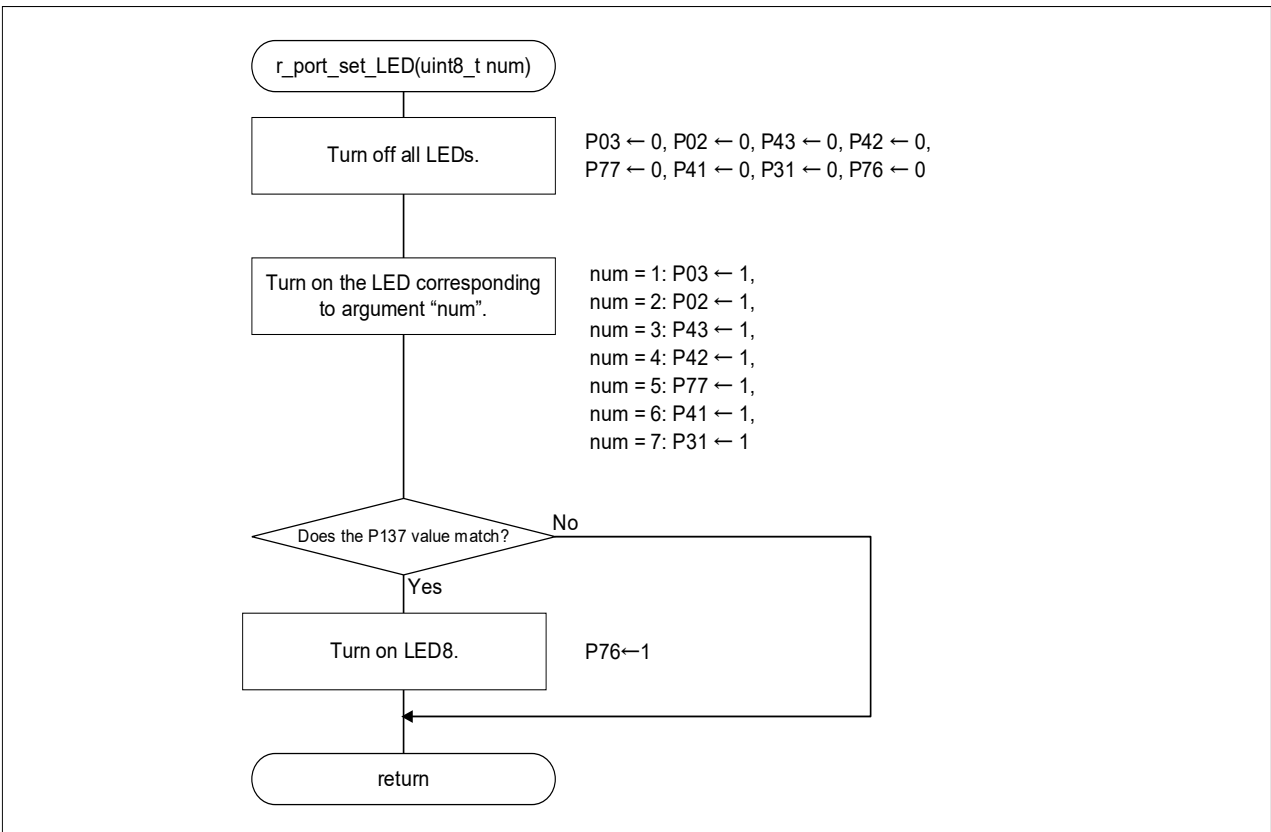 r_port_set_LED(uint8_t num)
Turn off all LEDs.
P03 ← 0, P02 ← 0, P43 ← 0, P42 ← 0,
P77 ← 0, P41 ← 0, P31 ← 0, P76 ← 0
Turn on the LED corresponding
to argument “num”.
num = 1: P03 ← 1,
num = 2: P02 ← 1,
num = 3: P43 ← 1,
num = 4: P42 ← 1,
num = 5: P77 ← 1,
num = 6: P41 ← 1,
num = 7: P31 ← 1
Does the P137 value match?
No
Yes
Turn on LED8.
P76←1
return